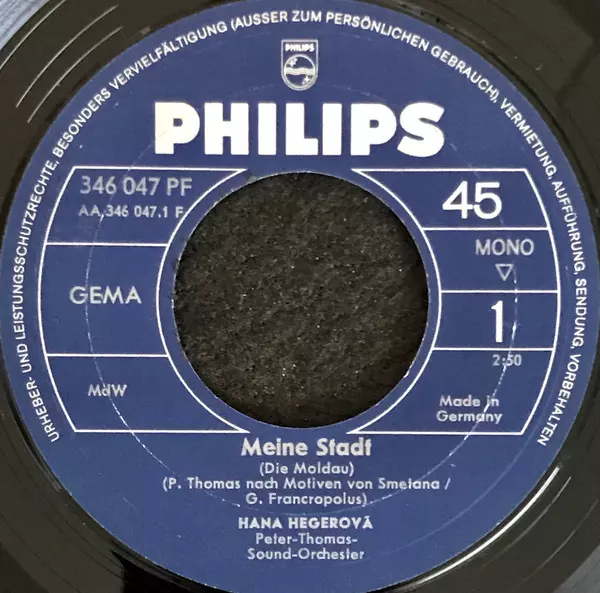 URHEBER- UND LEISTUNGSSCHUTZRECHTE, BESONDERS VERVIELFÄLTIGUNG (AUSSER ZUM PERSÖNLICHEN GEBRAUCH), VERMIETUNG, AUFFÜHRUNG, SENDUNG, VORBEHALTEN
PHILIPS
PHILIPS
346 047 PF
AA 346 047.1 F
45
MONO
GEMA
1
2:50
MdW
Made in
Germany
Meine Stadt
(Die Moldau)
(P. Thomas nach Motiven von Smetana /
G. Francropolus)
HANA HEGEROVÀ
Peter-Thomas-
Sound-Orchester